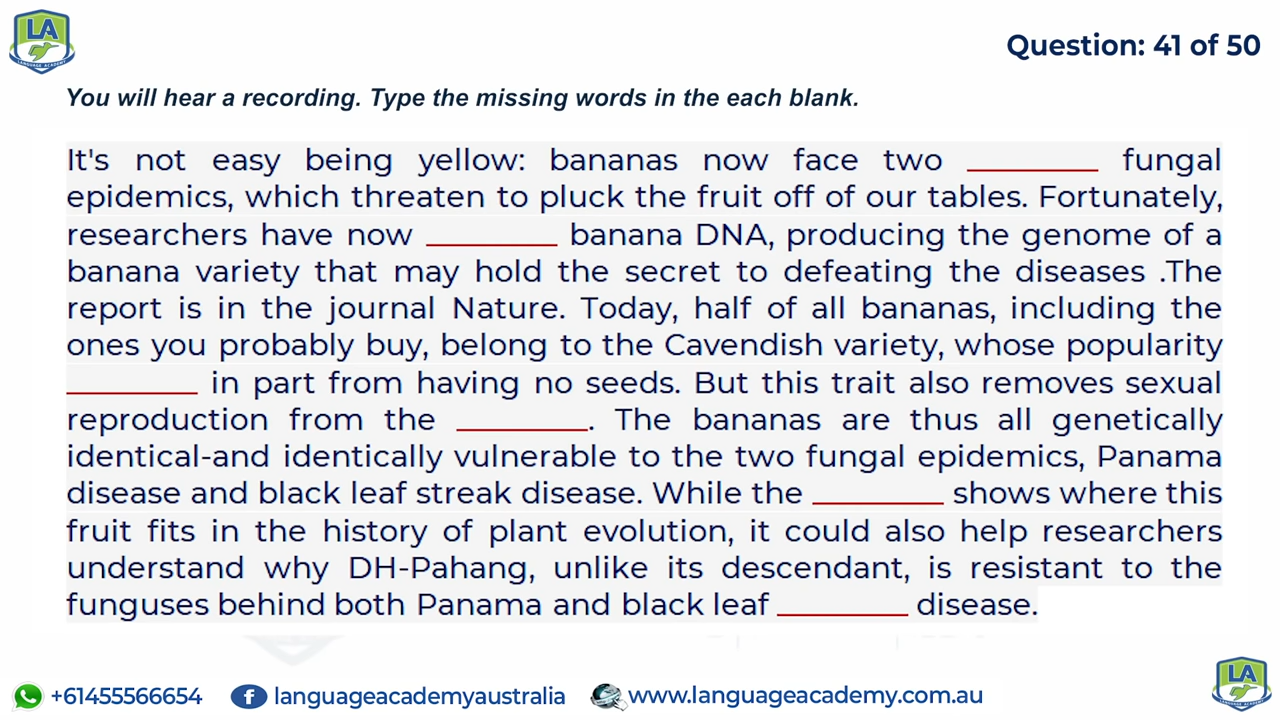 LA
LANGUAGE ACADEMY
Question: 41 of 50
You will hear a recording. Type the missing words in the each blank.
It's not easy being yellow: bananas now face two ________ fungal
epidemics, which threaten to pluck the fruit off of our tables. Fortunately,
researchers have now ________ banana DNA, producing the genome of a
banana variety that may hold the secret to defeating the diseases .The
report is in the journal Nature. Today, half of all bananas, including the
ones you probably buy, belong to the Cavendish variety, whose popularity
________ in part from having no seeds. But this trait also removes sexual
reproduction from the ________. The bananas are thus all genetically
identical-and identically vulnerable to the two fungal epidemics, Panama
disease and black leaf streak disease. While the ________ shows where this
fruit fits in the history of plant evolution, it could also help researchers
understand why DH-Pahang, unlike its descendant, is resistant to the
funguses behind both Panama and black leaf ________ disease.
+61455566654 languageacademyaustralia www.languageacademy.com.au
LA
LANGUAGE ACADEMY